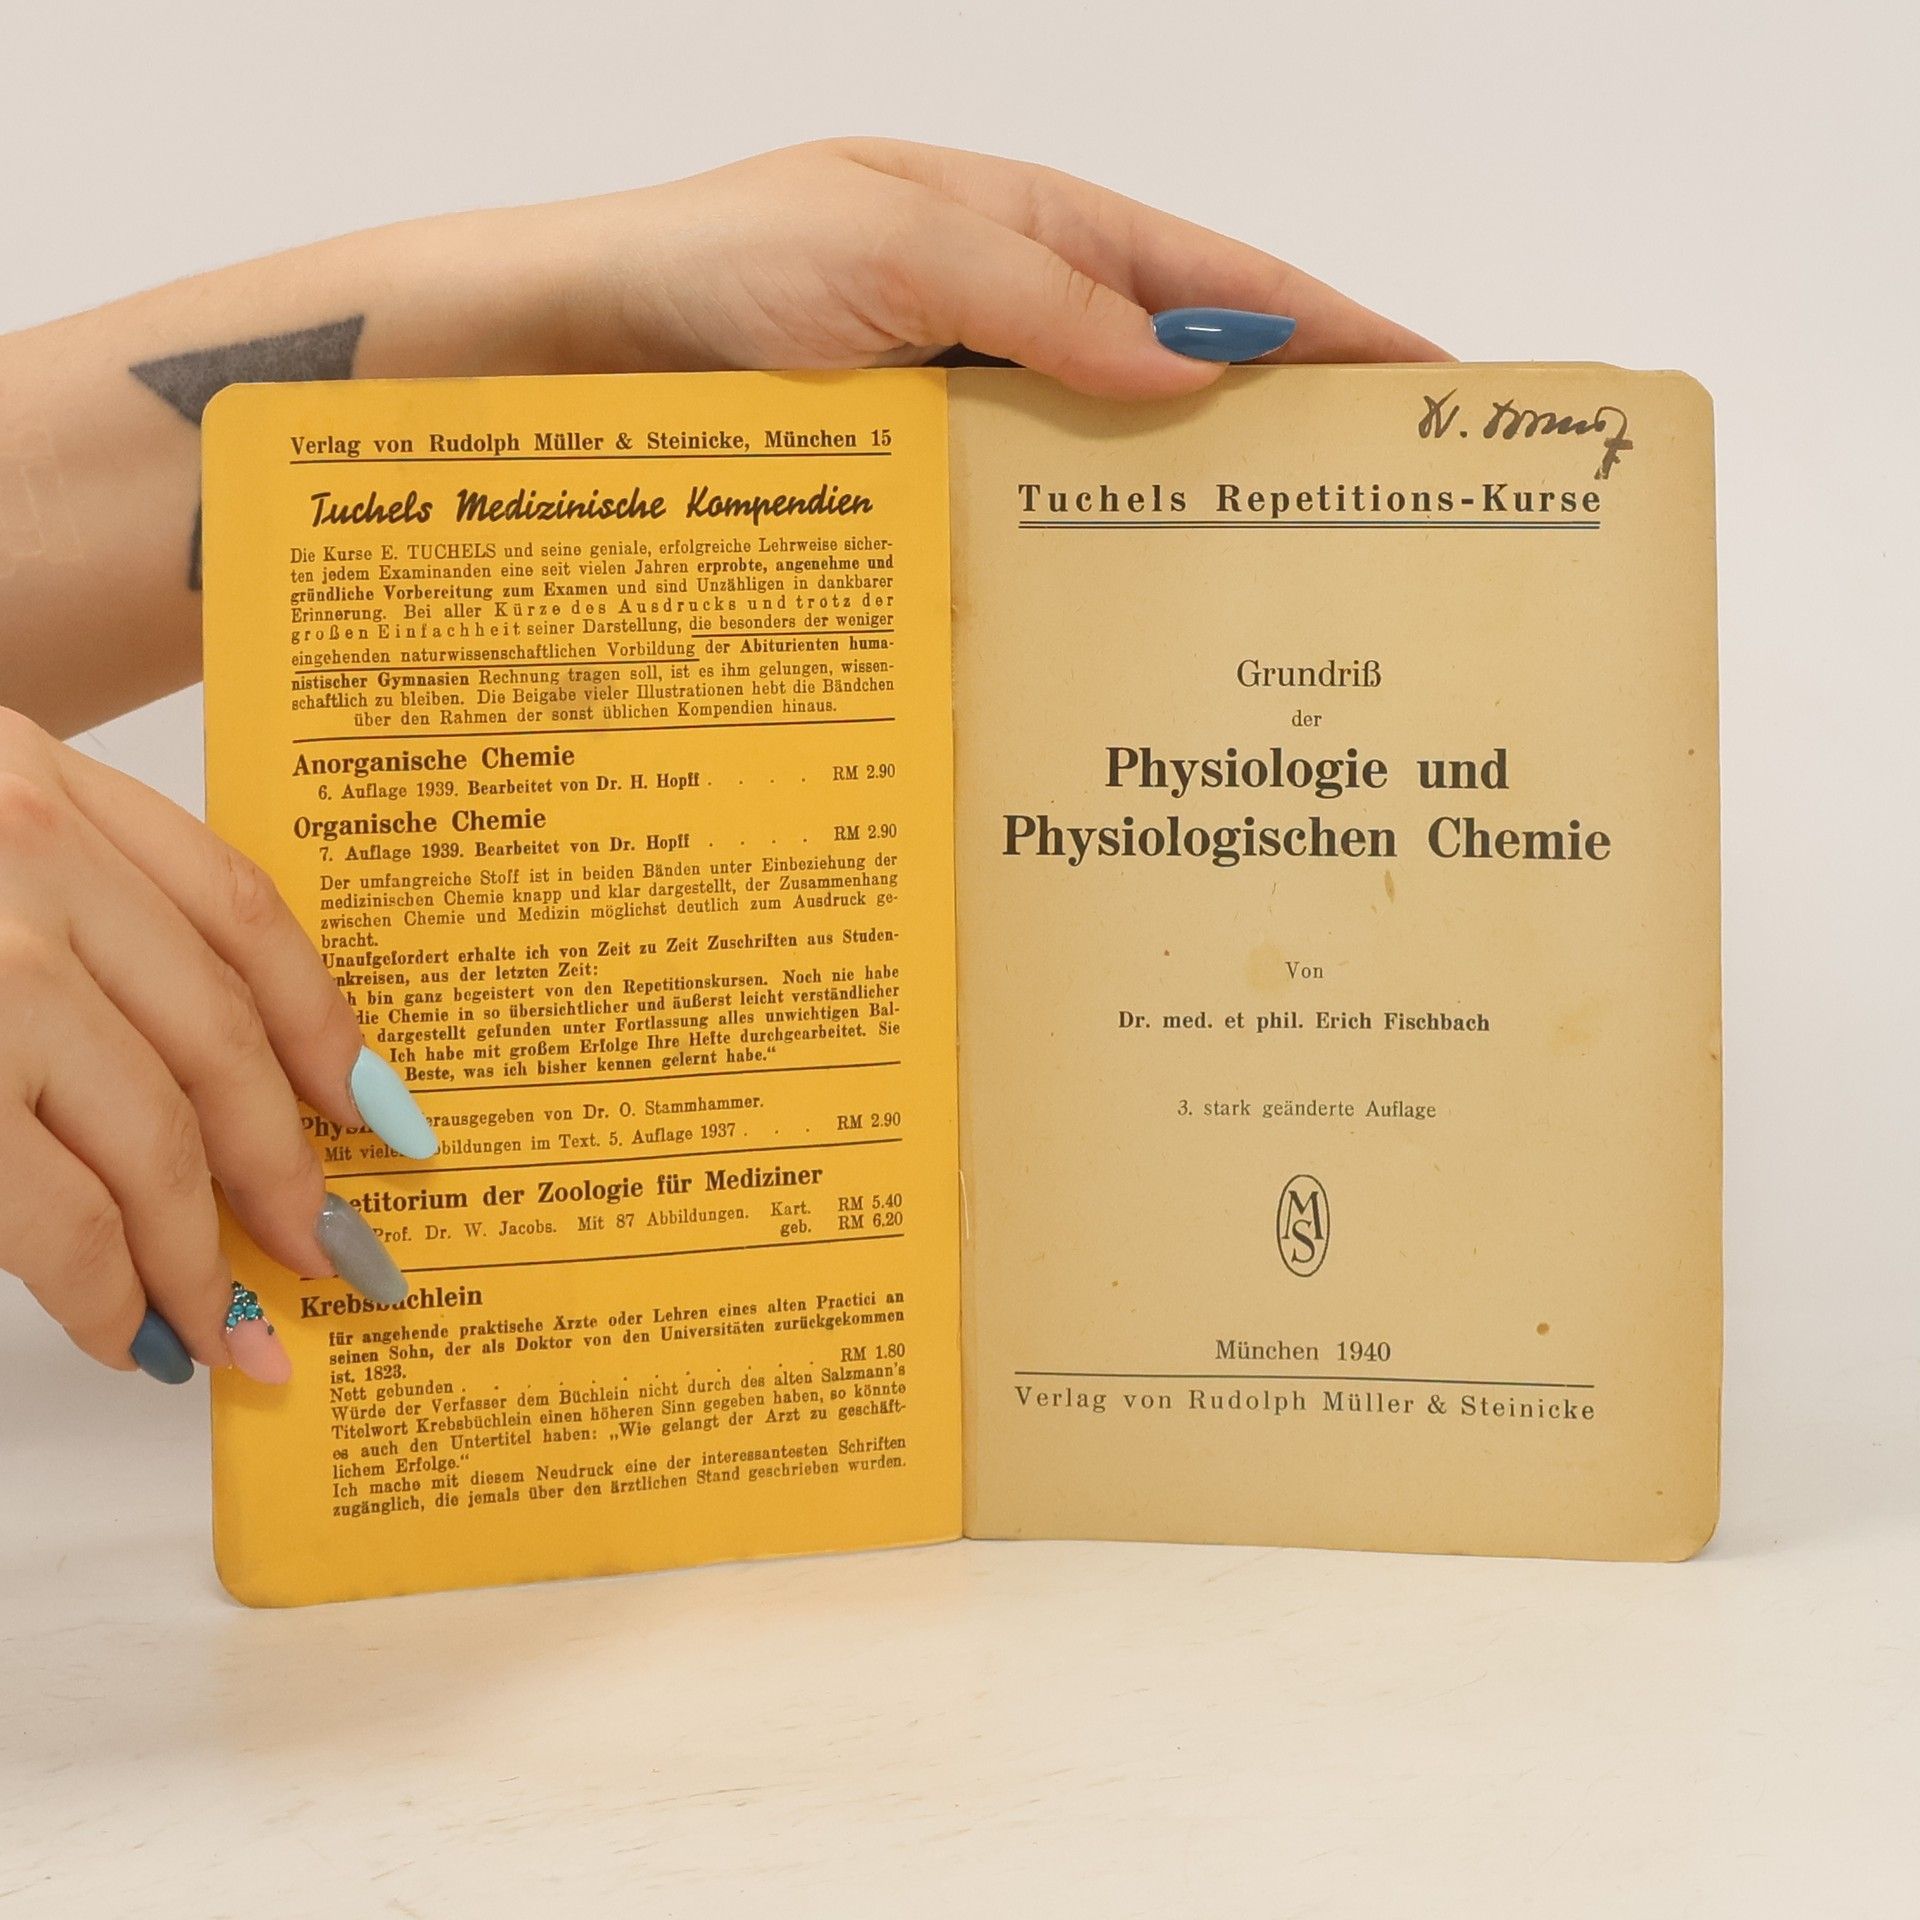 Verlag von Rudolph Müller & Steinicke, München 15
Tuchels Medizinische Kompendien
Die Kurse E. TUCHELS und seine geniale, erfolgreiche Lehrweise sicher-
ten jedem Examinanden eine seit vielen Jahren erprobte, angenehme und
gründliche Vorbereitung zum Examen und sind Unzähligen in dankbarer
Erinnerung. Bei aller Kürze des Ausdrucks und trotz der
großen Einfachheit seiner Darstellung, die besonders der weniger
eingehenden naturwissenschaftlichen Vorbildung der Abiturienten huma-
nistischer Gymnasien Rechnung tragen soll, ist es ihm gelungen, wissen-
schaftlich zu bleiben. Die Beigabe vieler Illustrationen hebt die Bändchen
über den Rahmen der sonst üblichen Kompendien hinaus.
Anorganische Chemie
6. Auflage 1939. Bearbeitet von Dr. H. Hopff . . . . RM 2.90
Organische Chemie
7. Auflage 1939. Bearbeitet von Dr. Hopff . . . . RM 2.90
Der umfangreiche Stoff ist in beiden Bänden unter Einbeziehung der
medizinischen Chemie knapp und klar dargestellt, der Zusammenhang
zwischen Chemie und Medizin möglichst deutlich zum Ausdruck ge-
bracht.
Unaufgefordert erhalte ich von Zeit zu Zeit Zuschriften aus Studen-
nkreisen, aus der letzten Zeit:
h bin ganz begeistert von den Repetitionskursen. Noch nie habe
die Chemie in so übersichtlicher und äußerst leicht verständlicher
dargestellt gefunden unter Fortlassung alles unwichtigen Bal-
Ich habe mit großem Erfolge Ihre Hefte durchgearbeitet. Sie
Beste, was ich bisher kennen gelernt habe.“
Phys erausgegeben von Dr. O. Stammhammer.
Mit viele bbildungen im Text. 5. Auflage 1937 . . . RM 2.90
etitorium der Zoologie für Mediziner
Prof. Dr. W. Jacobs. Mit 87 Abbildungen. Kart. RM 5.40
geb. RM 6.20
Krebsbüchlein
für angehende praktische Ärzte oder Lehren eines alten Practici an
seinen Sohn, der als Doktor von den Universitäten zurückgekommen
ist. 1823.
Nett gebunden . . . . . . . . . RM 1.80
Würde der Verfasser dem Büchlein nicht durch des alten Salzmann's
Titelwort Krebsbüchlein einen höheren Sinn gegeben haben, so könnte
es auch den Untertitel haben: „Wie gelangt der Arzt zu geschäft-
lichem Erfolge.“
Ich mache mit diesem Neudruck eine der interessantesten Schriften
zugänglich, die jemals über den ärztlichen Stand geschrieben wurden.
Tuchels Repetitions-Kurse
Grundriß
der
Physiologie und
Physiologischen Chemie
Von
Dr. med. et phil. Erich Fischbach
3. stark geänderte Auflage
MS
München 1940
Verlag von Rudolph Müller & Steinicke